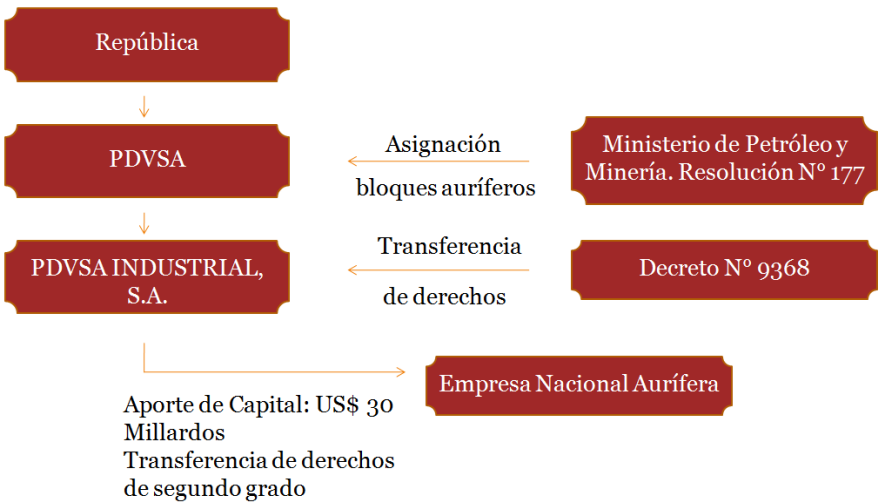 República
PDVSA
Asignación
bloques auríferos
Ministerio de Petróleo y
Minería. Resolución N° 177
PDVSA INDUSTRIAL,
S.A.
Transferencia
de derechos
Decreto N° 9368
Empresa Nacional Aurífera
Aporte de Capital: US$ 30
Millardos
Transferencia de derechos
de segundo grado